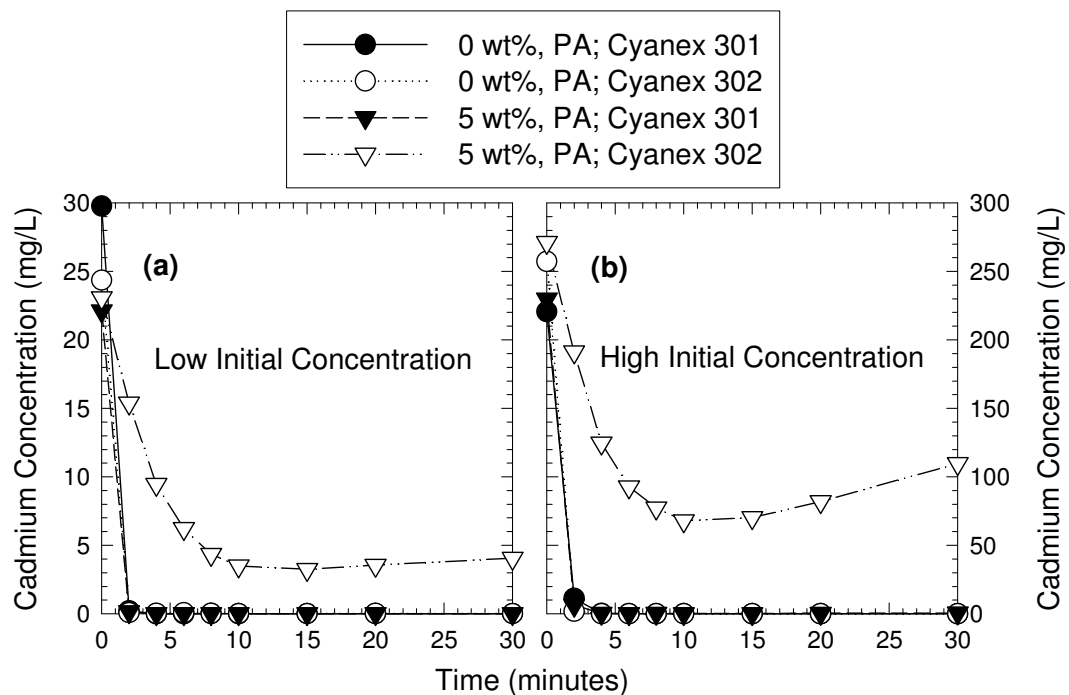 0 wt%, PA; Cyanex 301
0 wt%, PA; Cyanex 302
5 wt%, PA; Cyanex 301
5 wt%, PA; Cyanex 302
Cadmium Concentration (mg/L)
30
25
20
15
10
5
0
(a)
Low Initial Concentration
0 5 10 15 20 25 30
(b)
High Initial Concentration
0 5 10 15 20 25 30
300
250
200
150
100
50
0
Cadmium Concentration (mg/L)
Time (minutes)